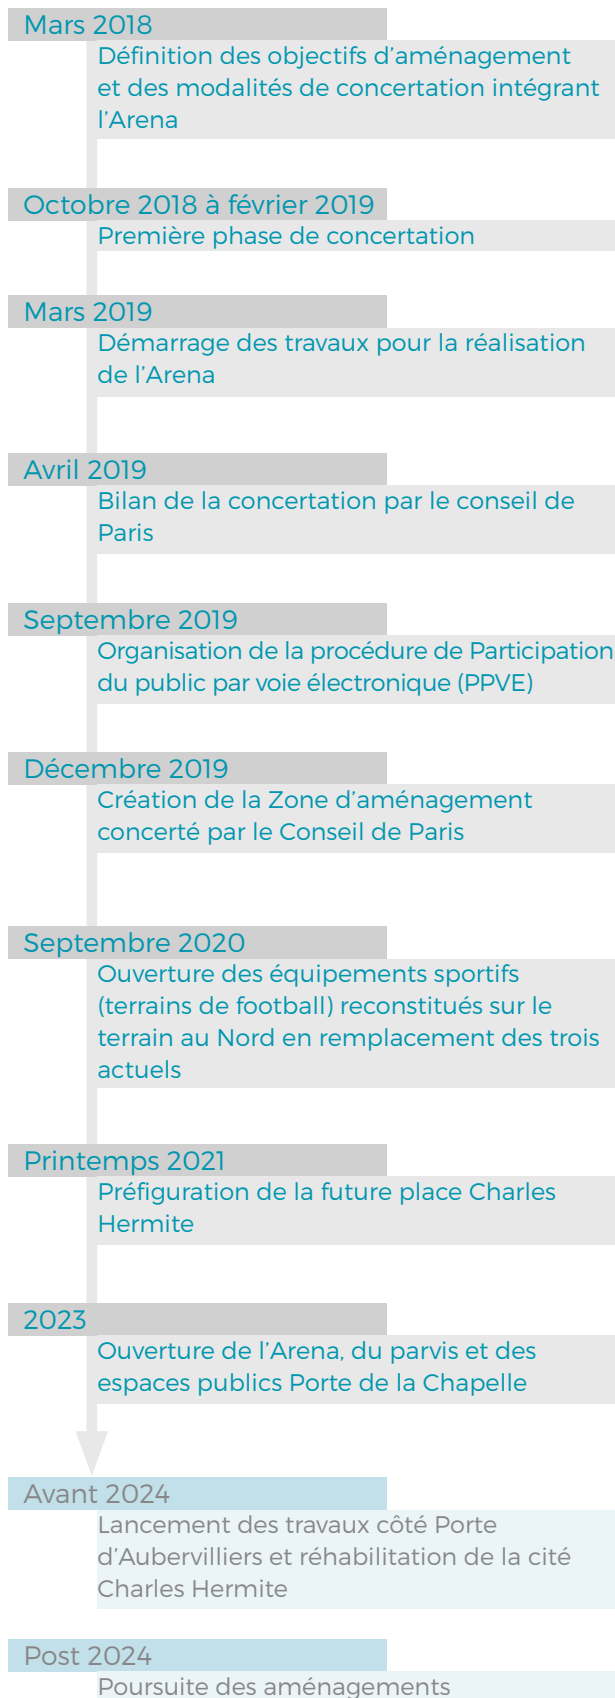 Mars 2018
Définition des objectifs d’aménagement
et des modalités de concertation intégrant
l’Arena
Octobre 2018 à février 2019
Première phase de concertation
Mars 2019
Démarrage des travaux pour la réalisation
de l’Arena
Avril 2019
Bilan de la concertation par le conseil de
Paris
Septembre 2019
Organisation de la procédure de Participation
du public par voie électronique (PPVE)
Décembre 2019
Création de la Zone d’aménagement
concerté par le Conseil de Paris
Septembre 2020
Ouverture des équipements sportifs
(terrains de football) reconstitués sur le
terrain au Nord en remplacement des trois
actuels
Printemps 2021
Préfiguration de la future place Charles
Hermite
2023
Ouverture de l’Arena, du parvis et des
espaces publics Porte de la Chapelle
Avant 2024
Lancement des travaux côté Porte
d’Aubervilliers et réhabilitation de la cité
Charles Hermite
Post 2024
Poursuite des aménagements